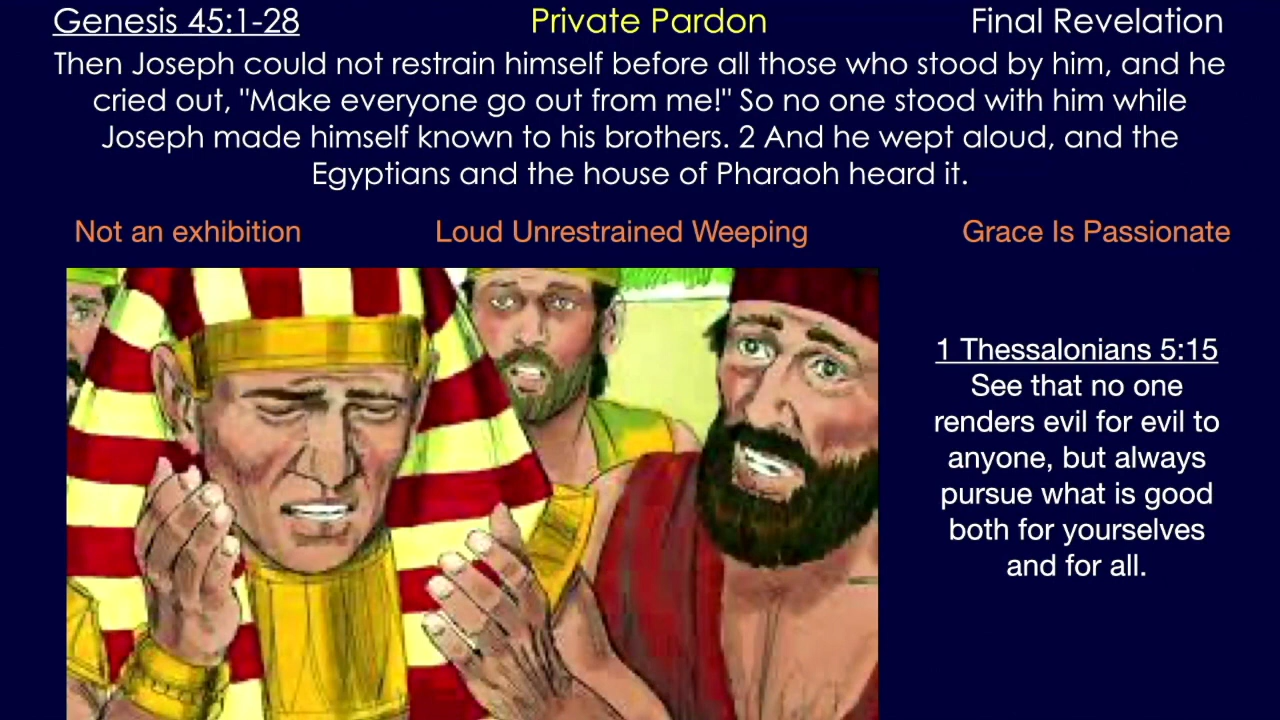 Genesis 45:1-28 Private Pardon Final Revelation
Then Joseph could not restrain himself before all those who stood by him, and he
cried out, "Make everyone go out from me!" So no one stood with him while
Joseph made himself known to his brothers. 2 And he wept aloud, and the
Egyptians and the house of Pharaoh heard it.
Not an exhibition Loud Unrestrained Weeping Grace Is Passionate
1 Thessalonians 5:15
See that no one
renders evil for evil to
anyone, but always
pursue what is good
both for yourselves
and for all.